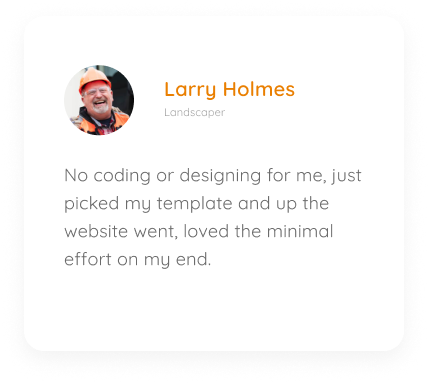 Larry Holmes
Landscaper
No coding or designing for me, just
picked my template and up the
website went, loved the minimal
effort on my end.